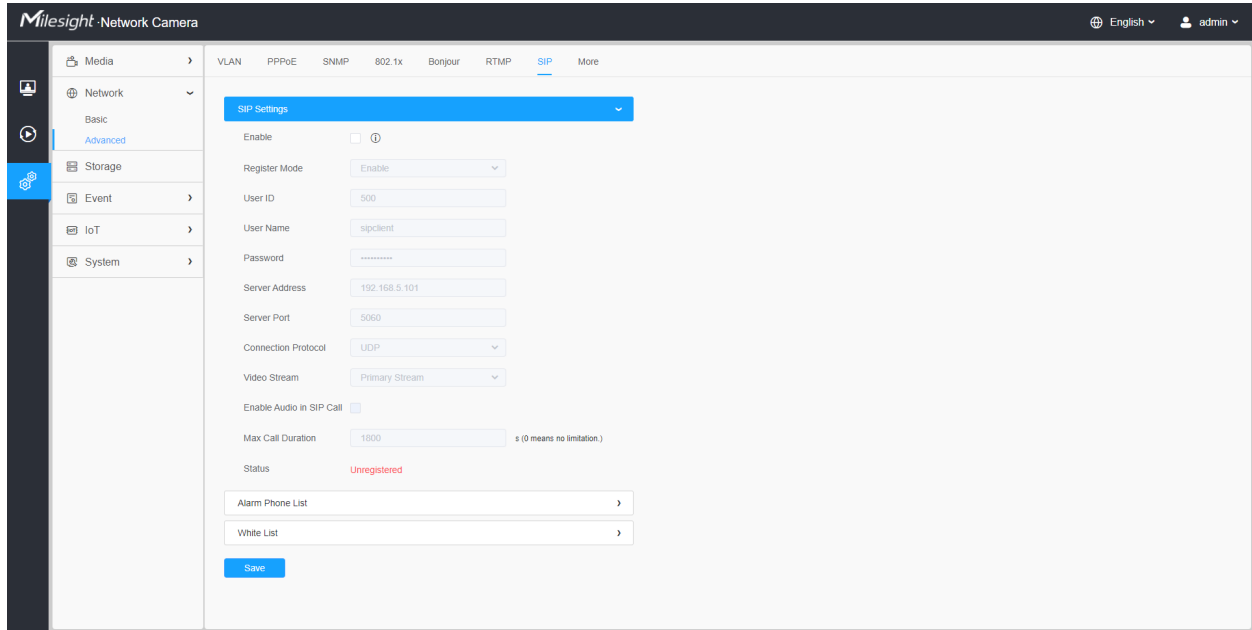 Milesight · Network Camera
English
admin
Media
Network
Basic
Advanced
Storage
Event
IoT
System
VLAN PPPoE SNMP 802.1x Bonjour RTMP SIP More
SIP Settings
Enable
Register Mode Enable
User ID 500
User Name sipclient
Password ••••••••••
Server Address 192.168.5.101
Server Port 5060
Connection Protocol UDP
Video Stream Primary Stream
Enable Audio in SIP Call
Max Call Duration 1800 s (0 means no limitation.)
Status Unregistered
Alarm Phone List
White List
Save